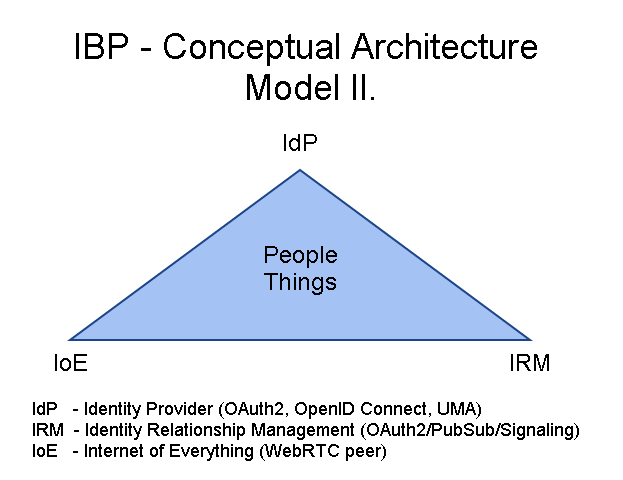 IBP - Conceptual Architecture
Model II.
IdP
People
Things
IoE
IRM
IdP - Identity Provider (OAuth2, OpenID Connect, UMA)
IRM - Identity Relationship Management (OAuth2/PubSub/Signaling)
IoE - Internet of Everything (WebRTC peer)